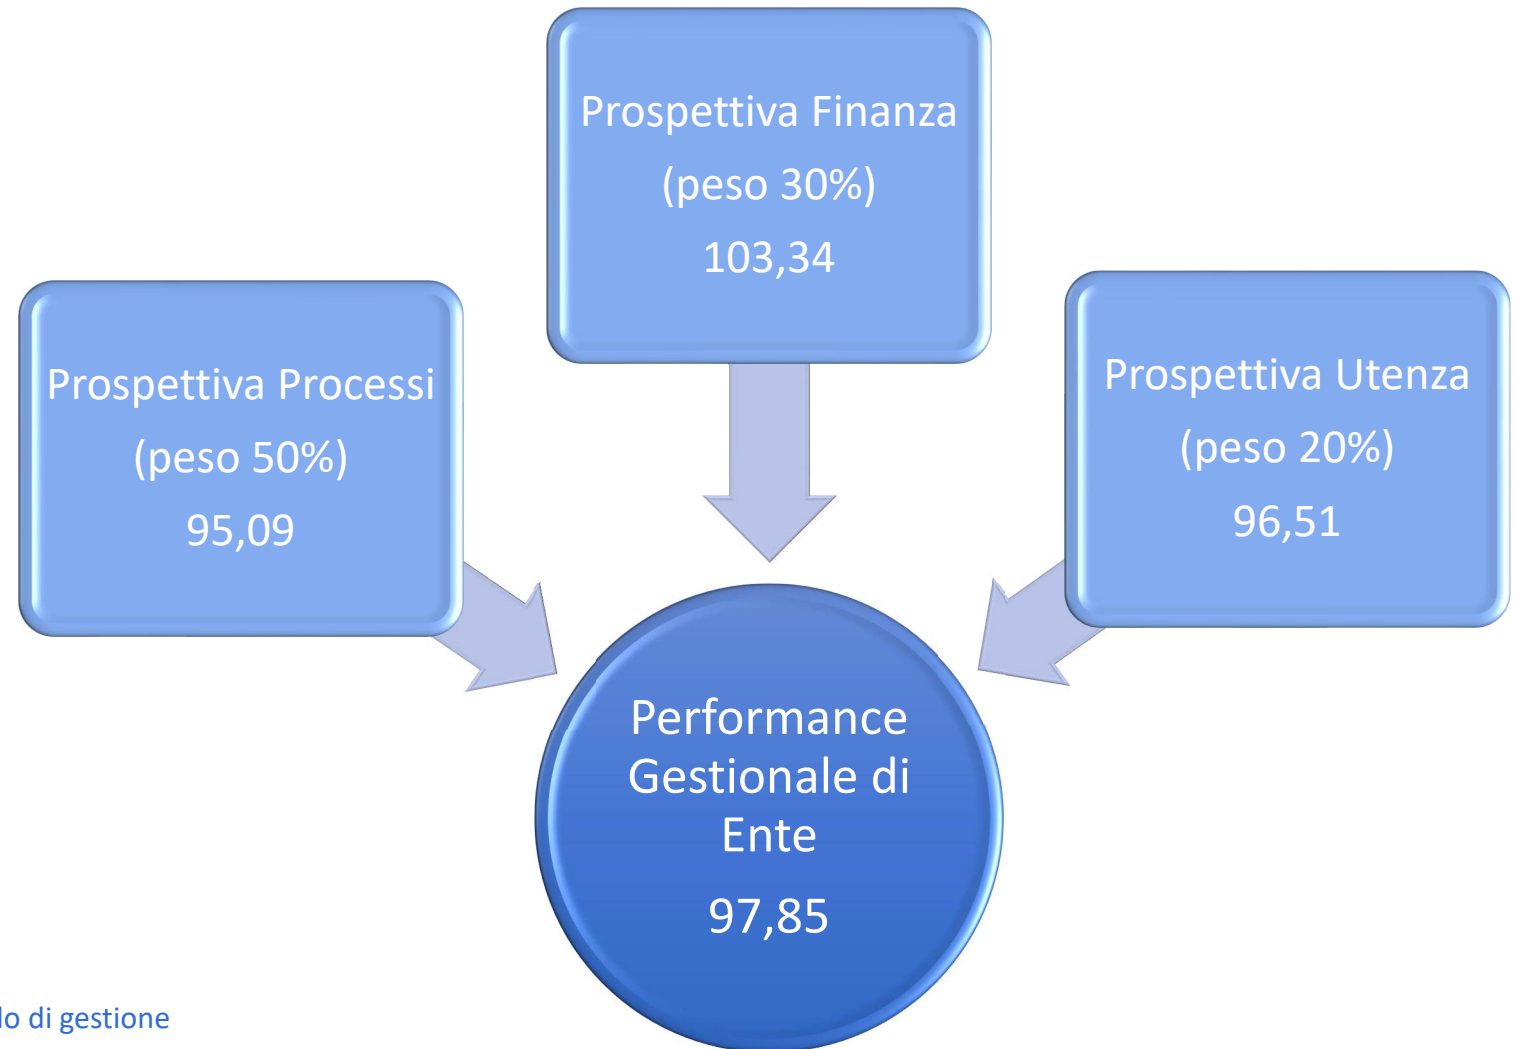 Prospettiva Finanza
(peso 30%)
103,34
Prospettiva Processi
(peso 50%)
95,09
Prospettiva Utenza
(peso 20%)
96,51
Performance
Gestionale di
Ente
97,85
di gestione